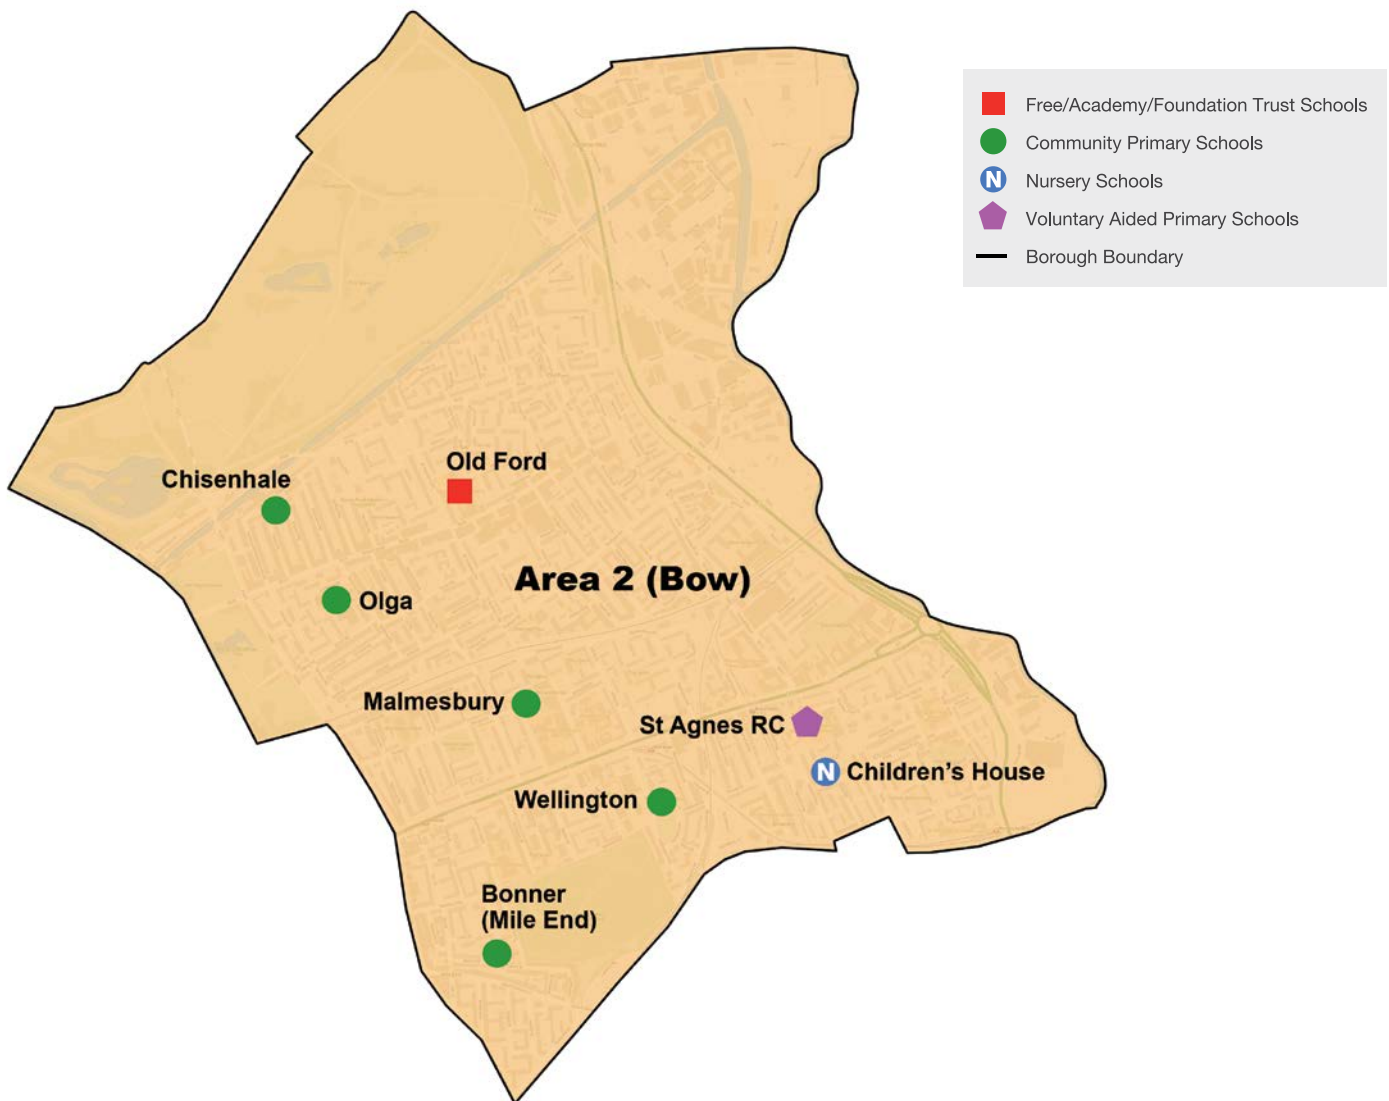 Free/Academy/Foundation Trust Schools
Community Primary Schools
N
Nursery Schools
Voluntary Aided Primary Schools
Borough Boundary
Old Ford
Chisenhale
Area 2 (Bow)
Olga
Malmesbury
St Agnes RC
N
Children's House
Wellington
Bonner
(Mile End)